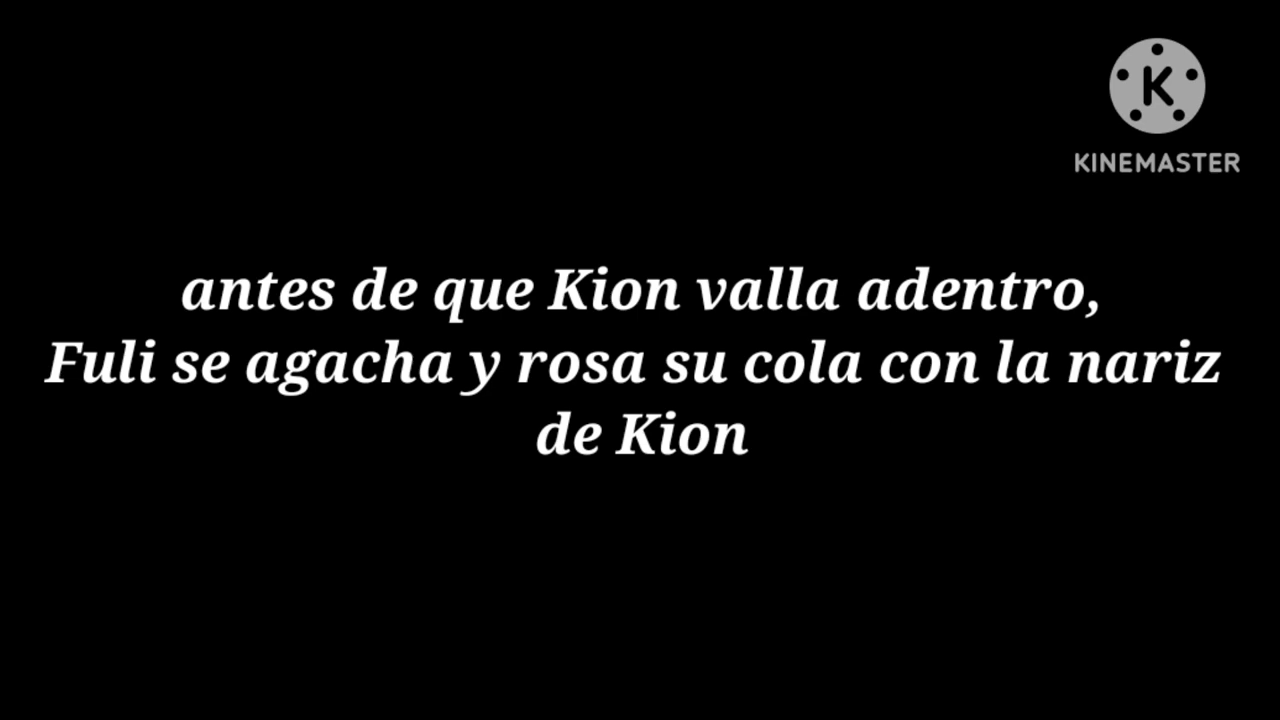 K
KINEMASTER
antes de que Kion valla adentro,
Fuli se agacha y rosa su cola con la nariz
de Kion